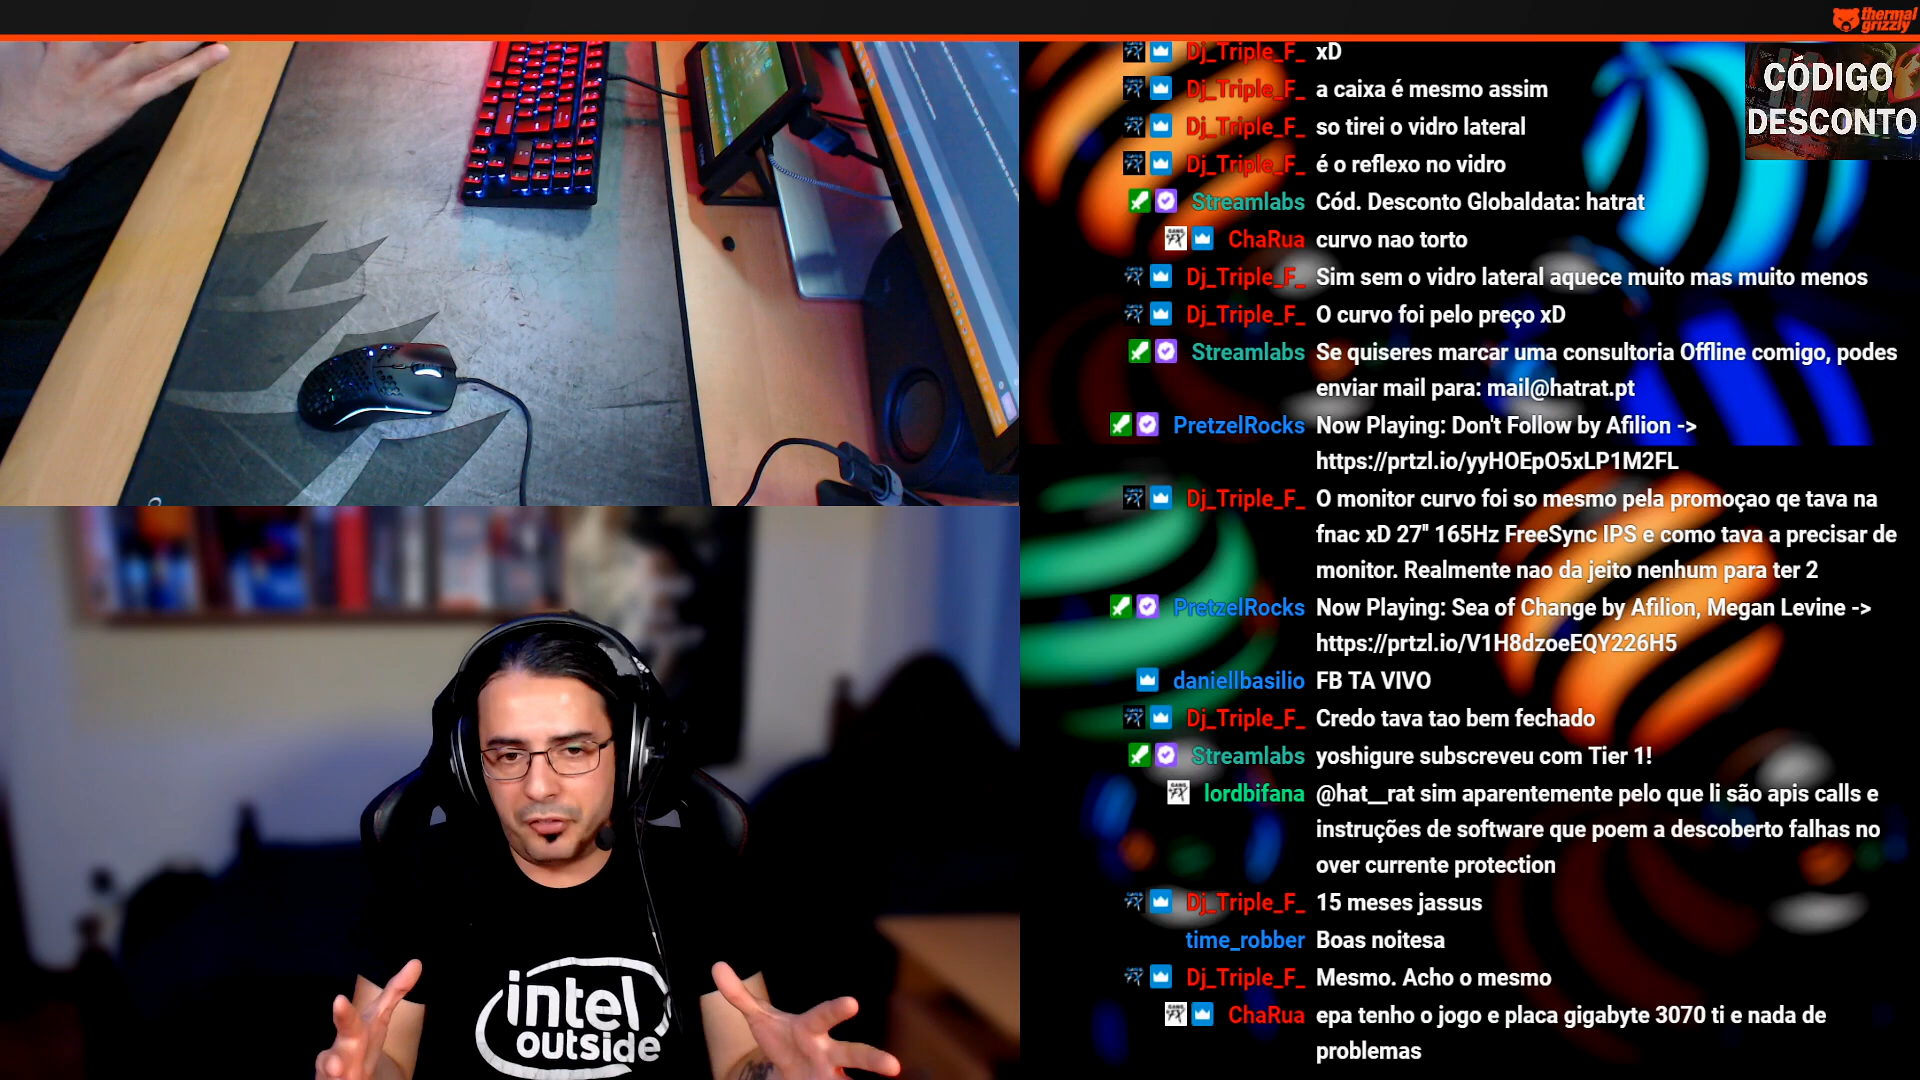 thermal
grizzly
CÓDIGO
DESCONTO
Dj_Triple_F_ xD
Dj_Triple_F_ a caixa é mesmo assim
Dj_Triple_F_ so tirei o vidro lateral
Dj_Triple_F_ é o reflexo no vidro
Streamlabs Cód. Desconto Globaldata: hatrat
ChaRua curvo nao torto
Dj_Triple_F_ Sim sem o vidro lateral aquece muito mas muito menos
Dj_Triple_F_ O curvo foi pelo preço xD
Streamlabs Se quiseres marcar uma consultoria Offline comigo, podes
enviar mail para: mail@hatrat.pt
PretzelRocks Now Playing: Don't Follow by Afilion ->
https://prtzl.io/yyHOEpO5xLP1M2FL
Dj_Triple_F_ O monitor curvo foi so mesmo pela promoçao qe tava na
fnac xD 27" 165Hz FreeSync IPS e como tava a precisar de
monitor. Realmente nao da jeito nenhum para ter 2
PretzelRocks Now Playing: Sea of Change by Afilion, Megan Levine ->
https://prtzl.io/V1H8dzoeEQY226H5
daniellbasilio FB TA VIVO
Dj_Triple_F_ Credo tava tao bem fechado
Streamlabs yoshigure subscreveu com Tier 1!
lordbifana @hat__rat sim aparentemente pelo que li são apis calls e
instruções de software que poem a descoberto falhas no
over current protection
Dj_Triple_F_ 15 meses jassus
time_robber Boas noitesa
Dj_Triple_F_ Mesmo. Acho o mesmo
ChaRua epa tenho o jogo e placa gigabyte 3070 ti e nada de
problemas
intel
outside